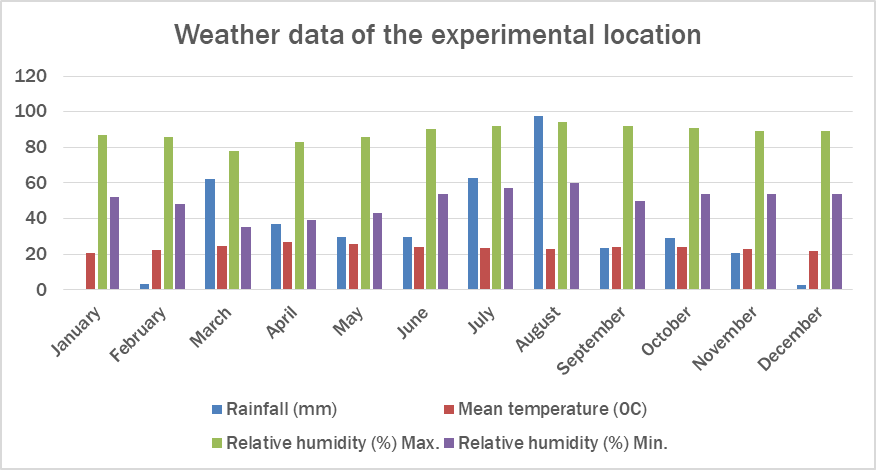 Weather data of the experimental location
120
100
80
60
40
20
0
January
February
March
April
May
June
July
August
September
October
November
December
Rainfall (mm)
Mean temperature (0C)
Relative humidity (%) Max.
Relative humidity (%) Min.